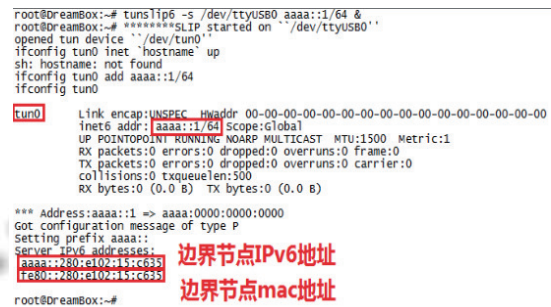 root@DreamBox:~# tunslip6 -s /dev/ttyUSB0 aaaa::1/64 &
root@DreamBox:~# ********SLIP started on ``/dev/ttyUSB0''
opened tun device ``/dev/tun0''
ifconfig tun0 inet `hostname` up
sh: hostname: not found
ifconfig tun0 add aaaa::1/64
ifconfig tun0
tun0 Link encap:UNSPEC HWaddr 00-00-00-00-00-00-00-00-00-00-00-00-00-00-00-00
inet6 addr: aaaa::1/64 Scope:Global
UP POINTOPOINT RUNNING NOARP MULTICAST MTU:1500 Metric:1
RX packets:0 errors:0 dropped:0 overruns:0 frame:0
TX packets:0 errors:0 dropped:0 overruns:0 carrier:0
collisions:0 txqueuelen:500
RX bytes:0 (0.0 B) TX bytes:0 (0.0 B)
*** Address:aaaa::1 => aaaa:0000:0000:0000
Got configuration message of type P
Setting prefix aaaa::
Server IPv6 addresses:
aaaa::280:e102:15:c635
边界节点IPv6地址
fe80::280:e102:15:c635
边界节点mac地址
root@DreamBox:~#